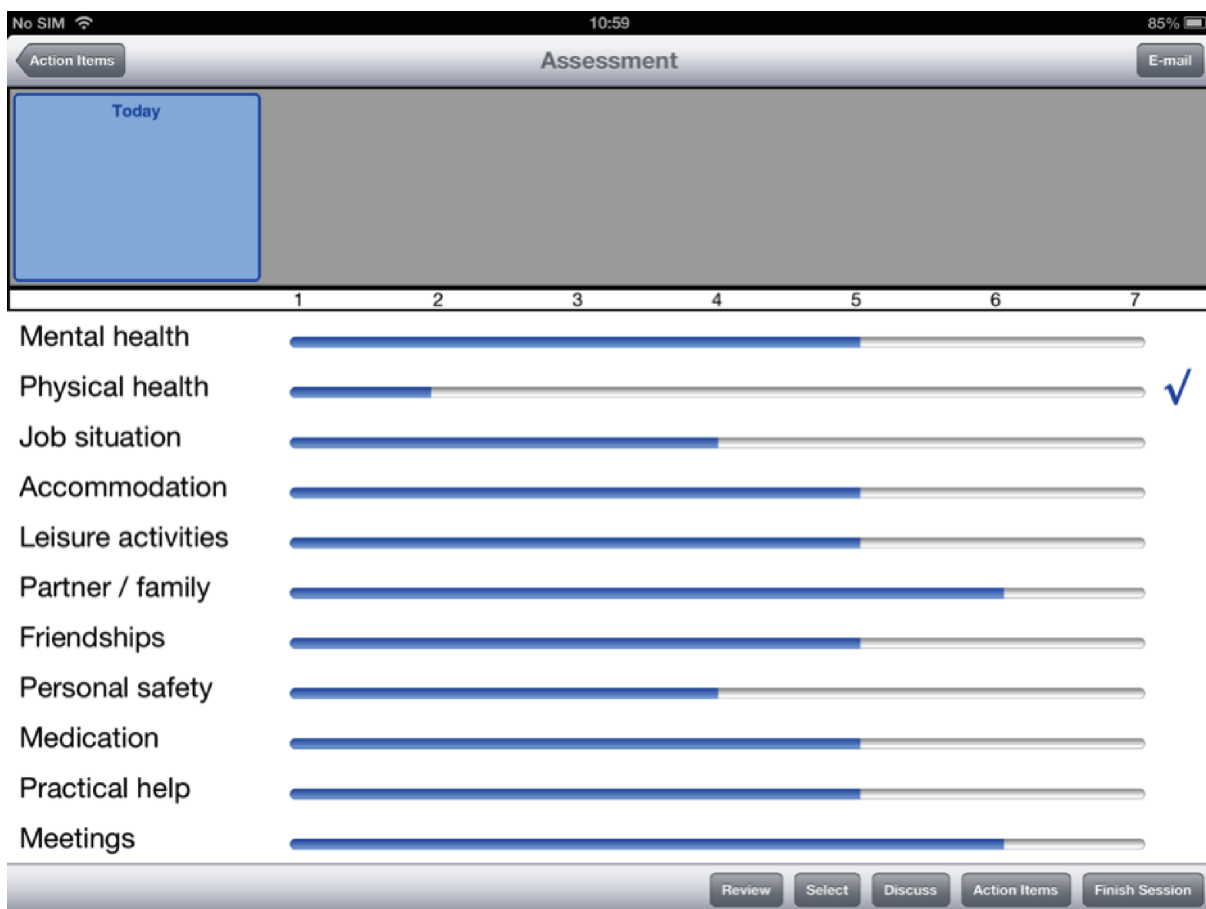 No SIM 10:59 85%
Action Items Assessment E-mail
Today
1 2 3 4 5 6 7
Mental health
Physical health √
Job situation
Accommodation
Leisure activities
Partner / family
Friendships
Personal safety
Medication
Practical help
Meetings
Review Select Discuss Action Items Finish Session